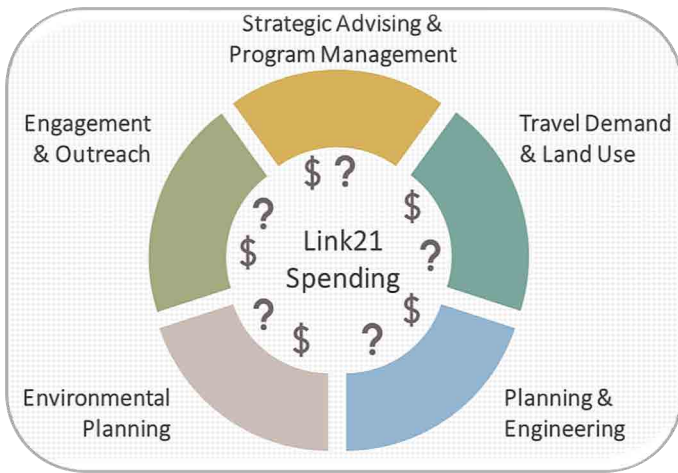 Strategic Advising &
Program Management
Engagement
& Outreach
Travel Demand
& Land Use
$ ?
? $
Link21
$ ?
Spending
? $
$ ?
Environmental
Planning
Planning &
Engineering